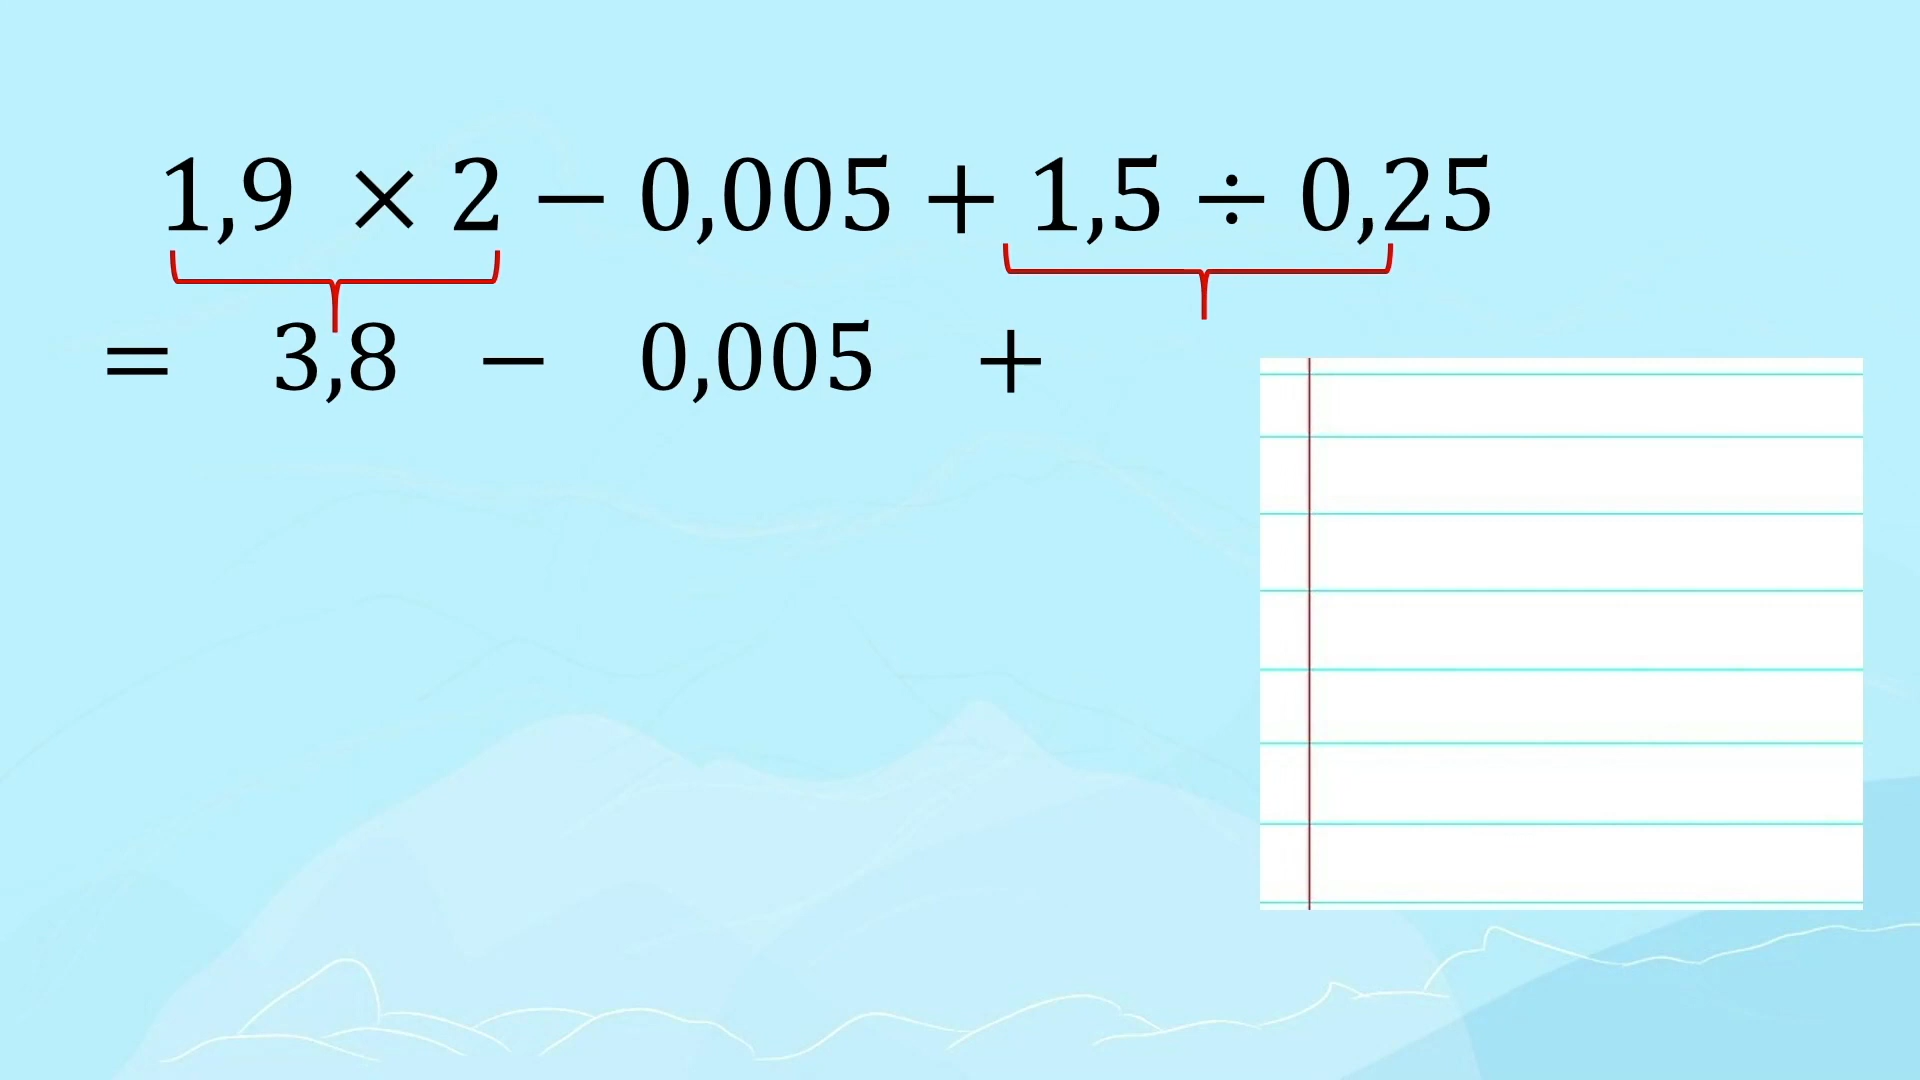 1,9 × 2 − 0,005 + 1,5 ÷ 0,25
= 3,8 − 0,005 +